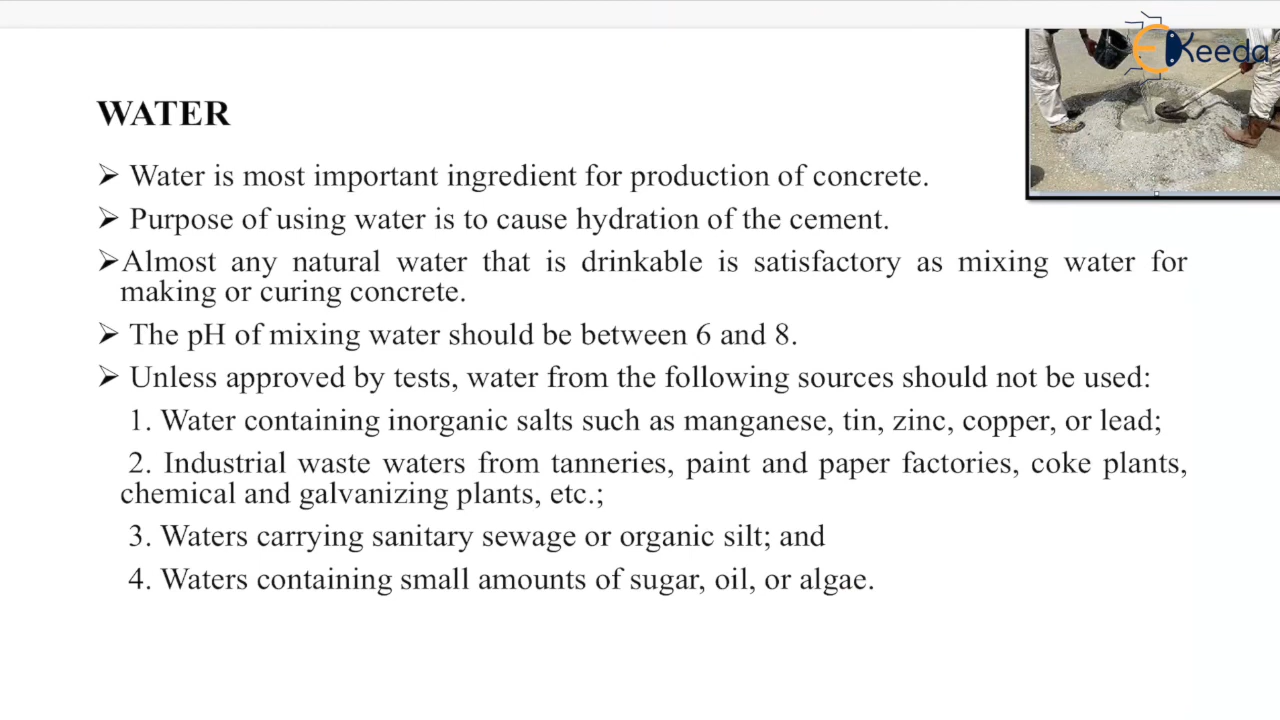 EKeeda
WATER
➢ Water is most important ingredient for production of concrete.
➢ Purpose of using water is to cause hydration of the cement.
➢Almost any natural water that is drinkable is satisfactory as mixing water for
making or curing concrete.
➢ The pH of mixing water should be between 6 and 8.
➢ Unless approved by tests, water from the following sources should not be used:
1. Water containing inorganic salts such as manganese, tin, zinc, copper, or lead;
2. Industrial waste waters from tanneries, paint and paper factories, coke plants,
chemical and galvanizing plants, etc.;
3. Waters carrying sanitary sewage or organic silt; and
4. Waters containing small amounts of sugar, oil, or algae.